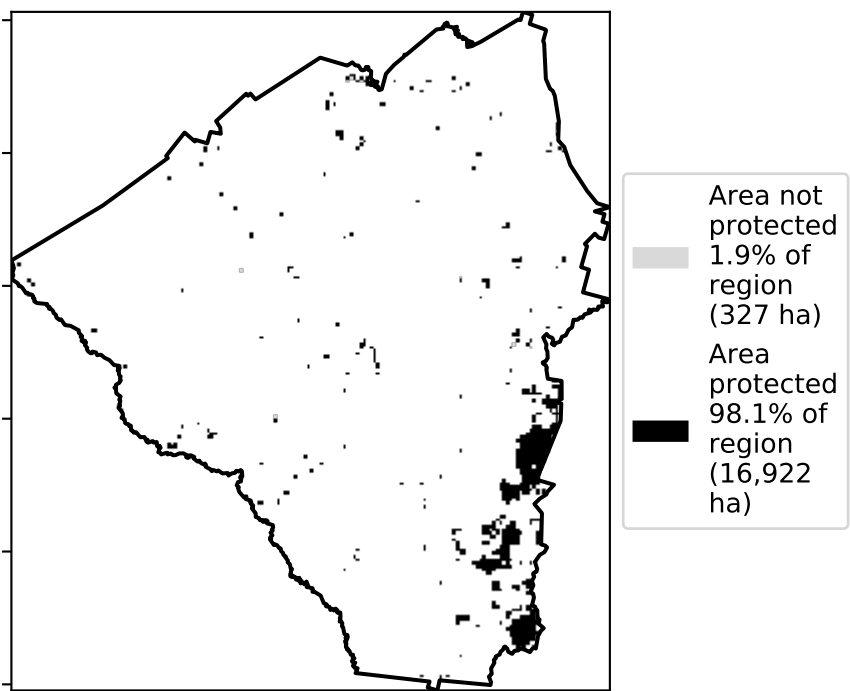 Area not
protected
1.9% of
region
(327 ha)
Area
protected
98.1% of
region
(16,922
ha)